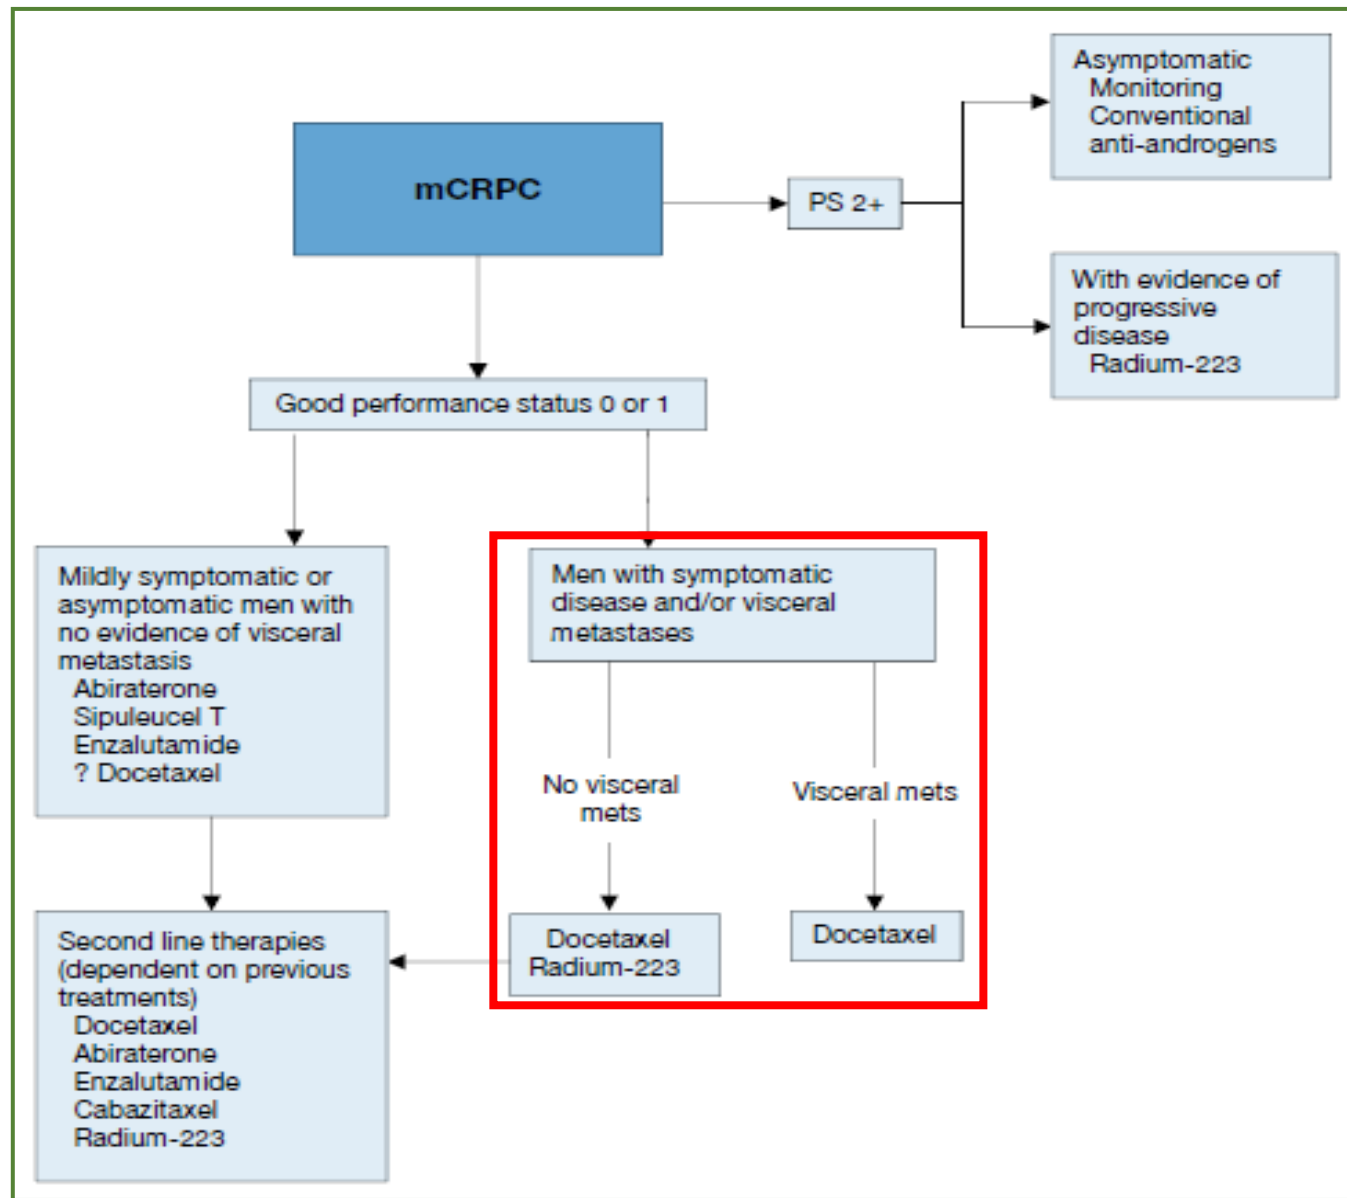 mCRPC
PS 2+
Asymptomatic
Monitoring
Conventional
anti-androgens
With evidence of
progressive
disease
Radium-223
Good performance status 0 or 1
Mildly symptomatic or
asymptomatic men with
no evidence of visceral
metastasis
Abiraterone
Sipuleucel T
Enzalutamide
? Docetaxel
Men with symptomatic
disease and/or visceral
metastases
No visceral
mets
Visceral mets
Docetaxel
Radium-223
Docetaxel
Second line therapies
(dependent on previous
treatments)
Docetaxel
Abiraterone
Enzalutamide
Cabazitaxel
Radium-223